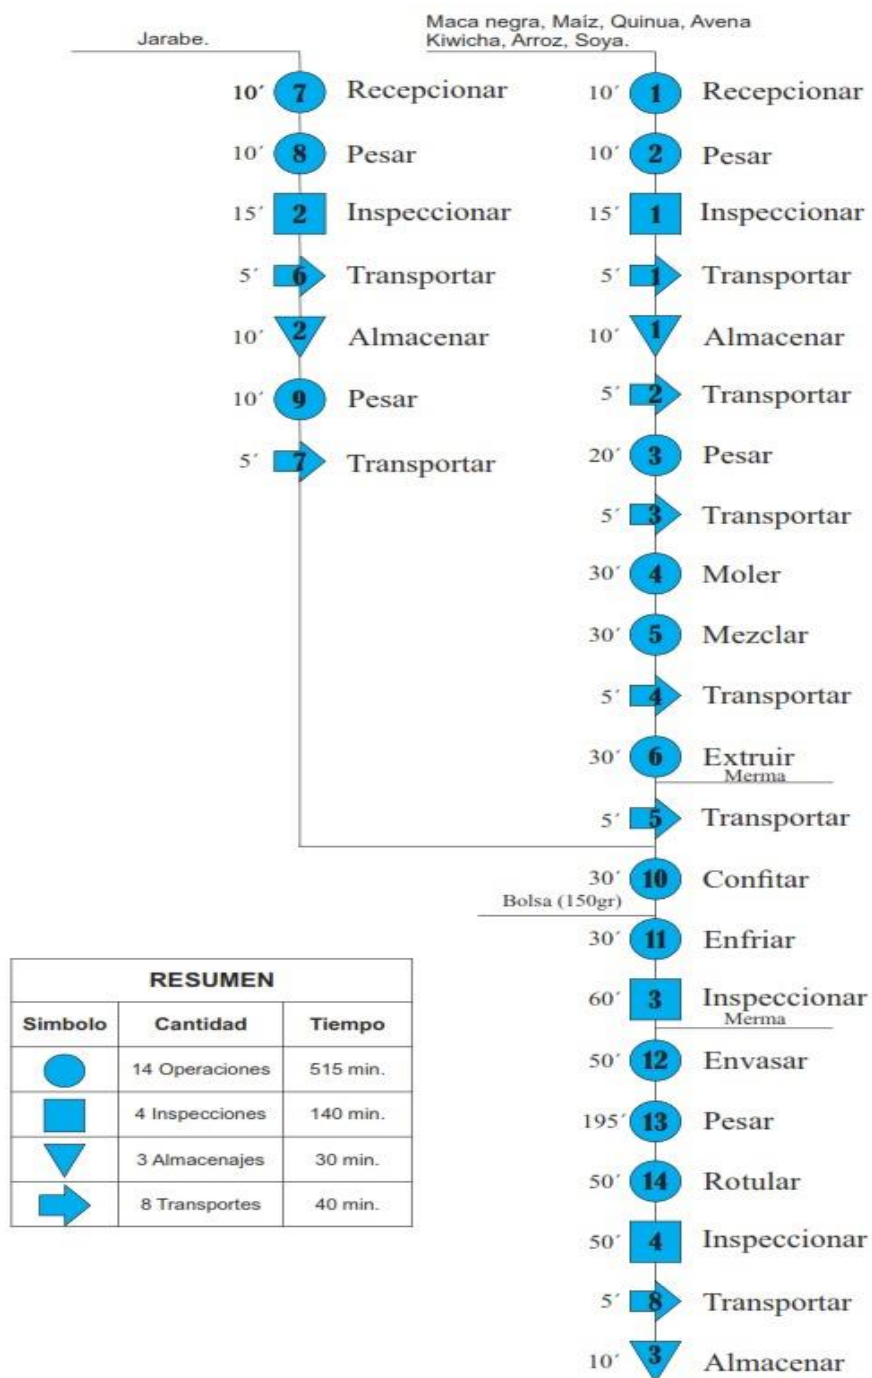 Jarabe.
10´ 7 Recepcionar
10´ 8 Pesar
15´ 2 Inspeccionar
5´ 6 Transportar
10´ 2 Almacenar
10´ 9 Pesar
5´ 7 Transportar
Maca negra, Maíz, Quinua, Avena
Kiwicha, Arroz, Soya.
10´ 1 Recepcionar
10´ 2 Pesar
15´ 1 Inspeccionar
5´ 1 Transportar
10´ 1 Almacenar
5´ 2 Transportar
20´ 3 Pesar
5´ 3 Transportar
30´ 4 Moler
30´ 5 Mezclar
5´ 4 Transportar
30´ 6 Extruir
Merma
5´ 5 Transportar
30´ 10 Confitar
Bolsa (150gr)
30´ 11 Enfriar
60´ 3 Inspeccionar
Merma
50´ 12 Envasar
195´ 13 Pesar
50´ 14 Rotular
50´ 4 Inspeccionar
5´ 8 Transportar
10´ 3 Almacenar
RESUMEN
Simbolo Cantidad Tiempo
14 Operaciones 515 min.
4 Inspecciones 140 min.
3 Almacenajes 30 min.
8 Transportes 40 min.